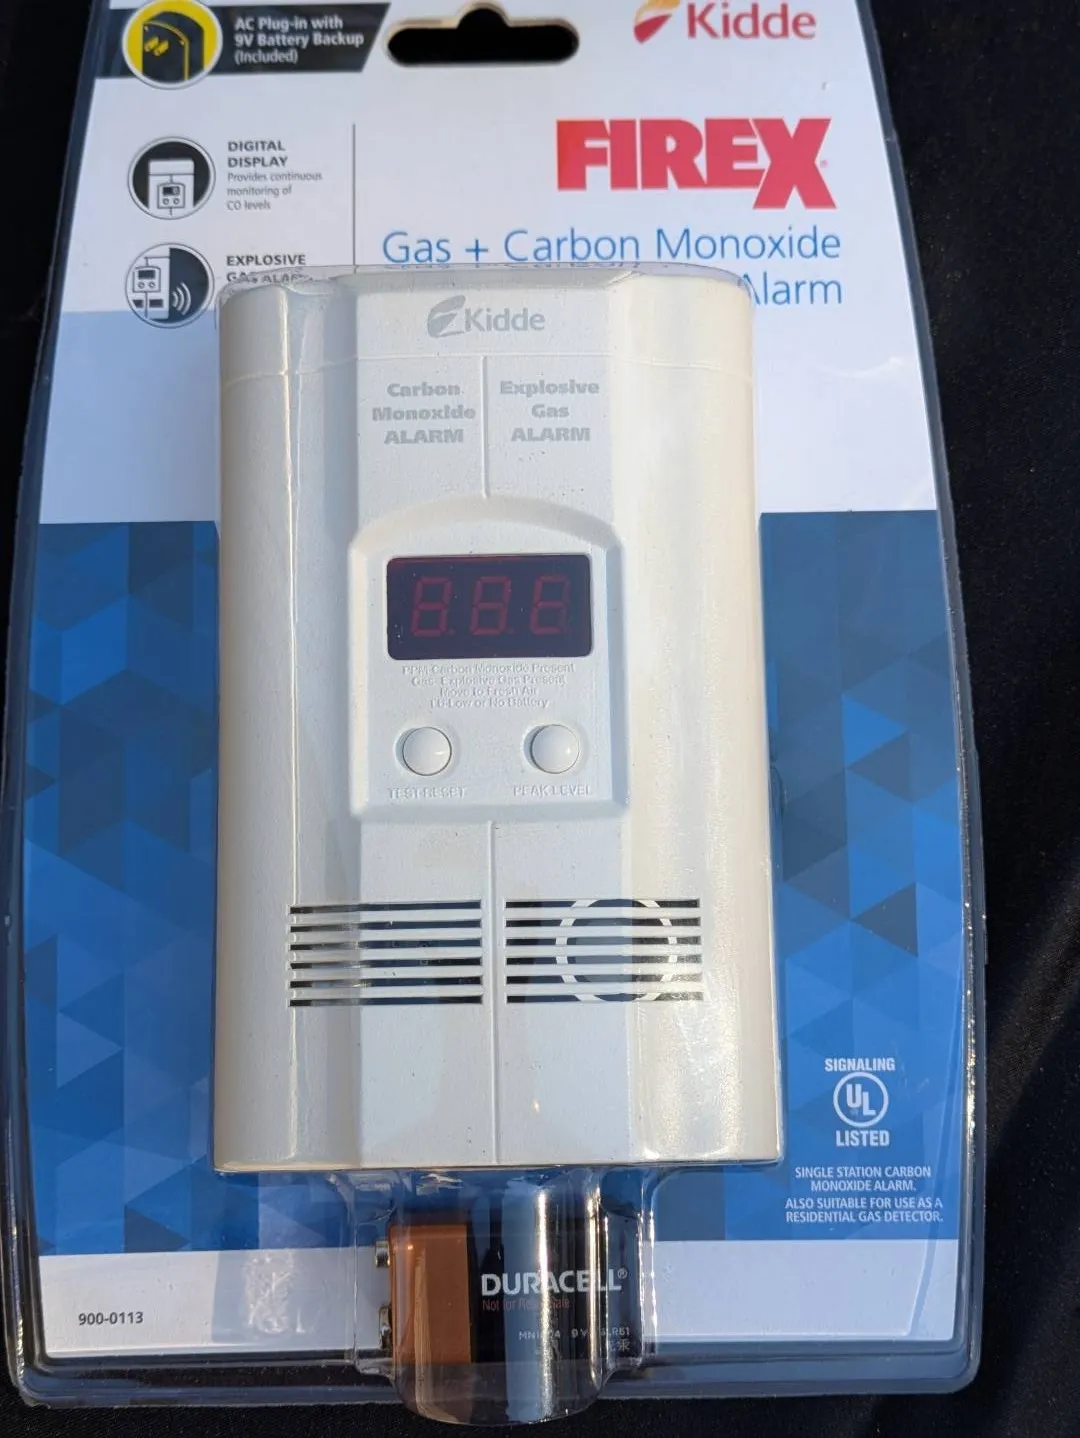 AC Plug-in with
9V Battery Backup
(Included)
Kidde
DIGITAL
DISPLAY
Provides continuous
monitoring of
CO levels
EXPLOSIVE
GAS ALARM
FIREX®
Gas + Carbon Monoxide
Alarm
Kidde
Carbon
Monoxide
ALARM
Explosive
Gas
ALARM
8.8.8
PPM-Carbon Monoxide Present
Gas- Explosive Gas Present
Move to Fresh Air
Low or No Battery
TEST-RESET
PEAK LEVEL
SIGNALING
UL
LISTED
SINGLE STATION CARBON
MONOXIDE ALARM.
ALSO SUITABLE FOR USE AS A
RESIDENTIAL GAS DETECTOR.
DURACELL®
Not for
9V
900-0113